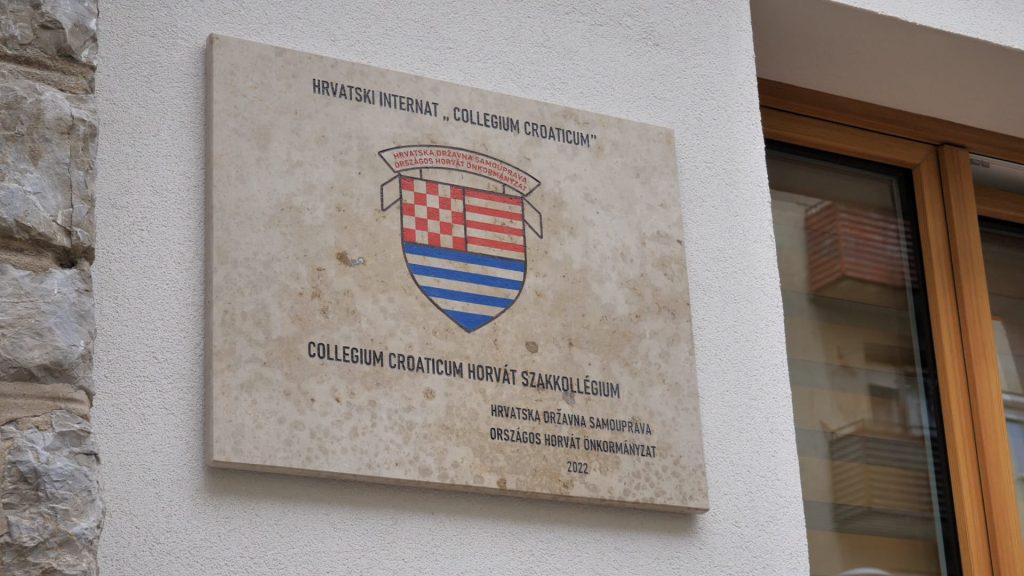 HRVATSKI INTERNAT „ COLLEGIUM CROATICUM”
HRVATSKA DRŽAVNA SAMOUPRAVA
ORSZÁGOS HORVÁT ÖNKORMÁNYZAT
COLLEGIUM CROATICUM HORVÁT SZAKKOLLÉGIUM
HRVATSKA DRŽAVNA SAMOUPRAVA
ORSZÁGOS HORVÁT ÖNKORMÁNYZAT
2022